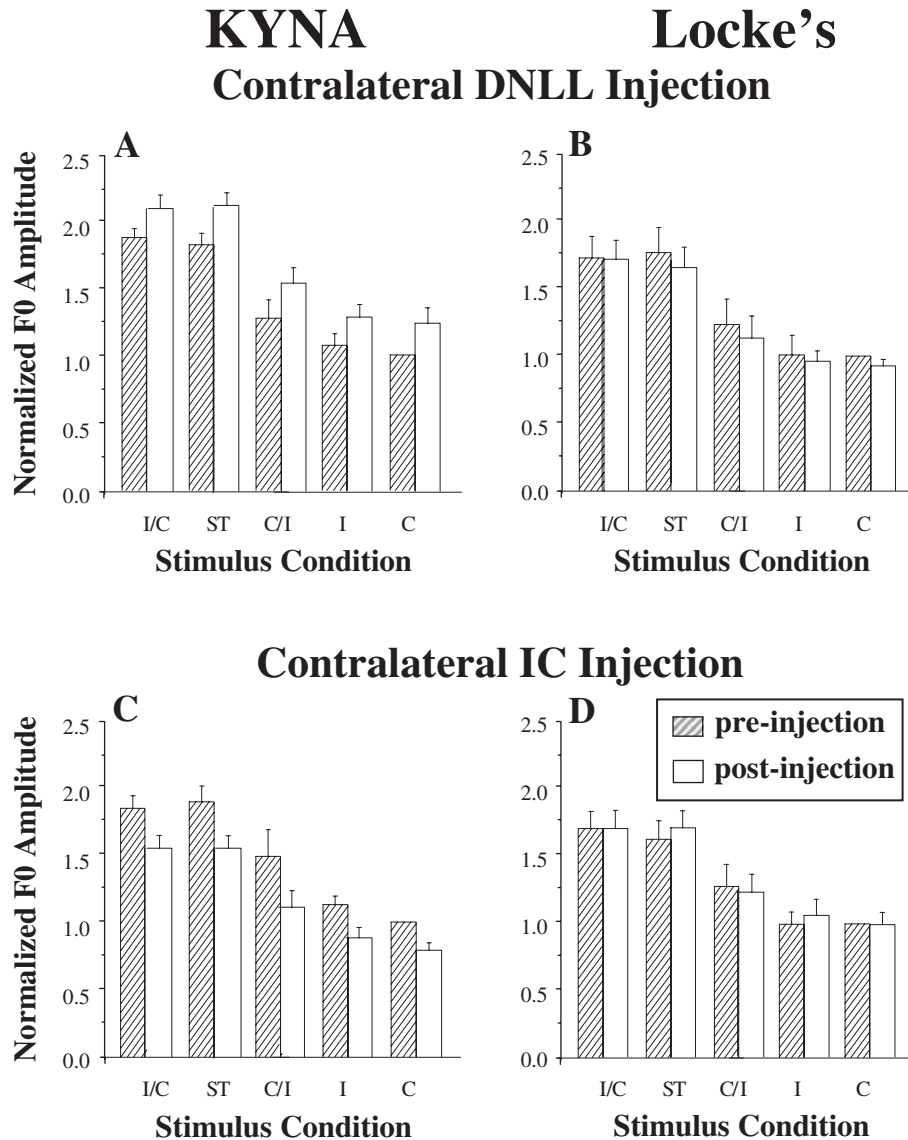 KYNA Locke's
Contralateral DNLL Injection
A
Normalized F0 Amplitude
2.5
2.0
1.5
1.0
0.5
0.0
I/C ST C/I I C
Stimulus Condition
B
2.5
2.0
1.5
1.0
0.5
0.0
I/C ST C/I I C
Stimulus Condition
Contralateral IC Injection
C
Normalized F0 Amplitude
2.5
2.0
1.5
1.0
0.5
0.0
I/C ST C/I I C
Stimulus Condition
D
pre-injection
post-injection
2.5
2.0
1.5
1.0
0.5
0.0
I/C ST C/I I C
Stimulus Condition